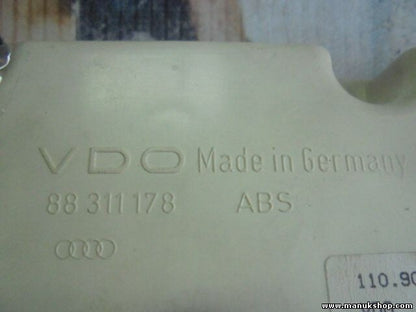 VDO Made in Germany
88 311 178 ABS
110.90
www.manukshop.com